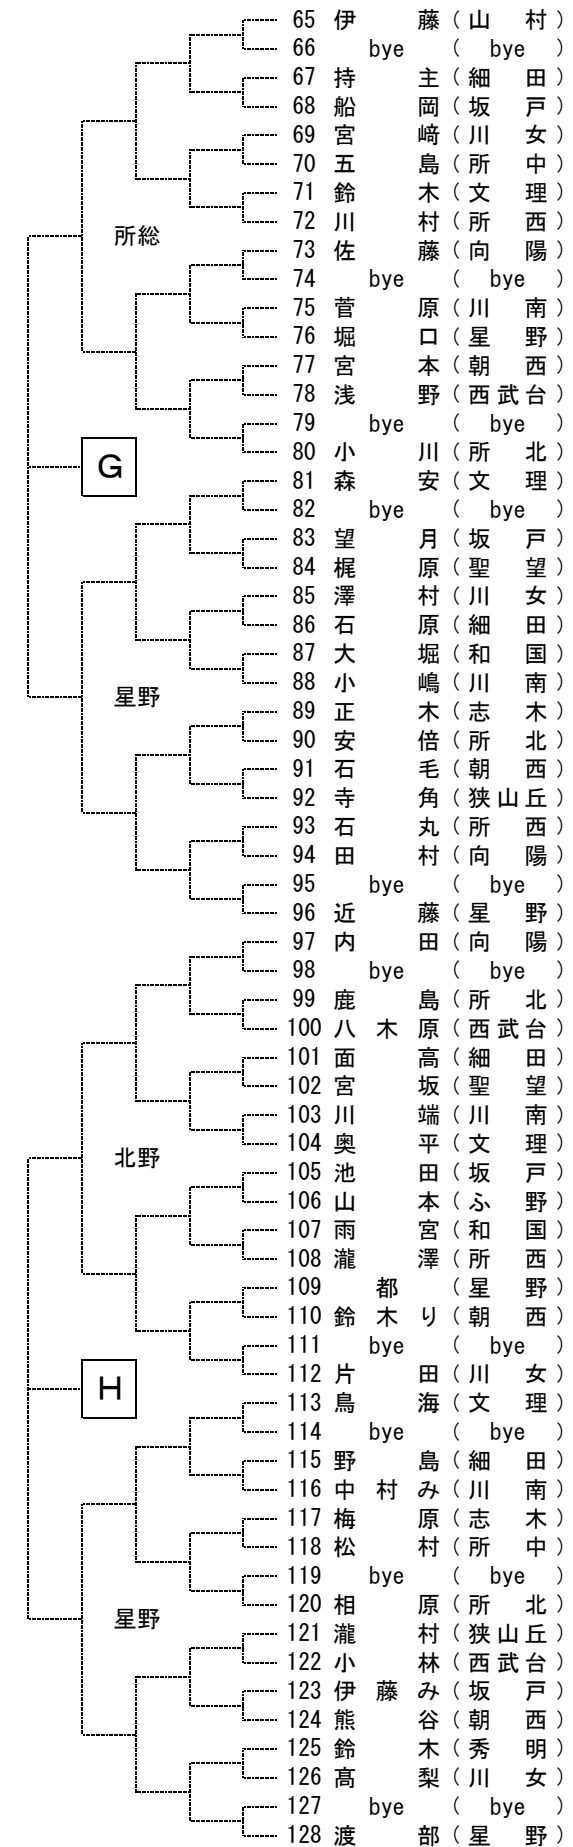 65 伊藤（山村）
66 bye （ bye ）
67 持主（細田）
68 船岡（坂戸）
69 宮﨑（川女）
70 五島（所中）
71 鈴木（文理）
72 川村（所西）
所総
73 佐藤（向陽）
74 bye （ bye ）
75 菅原（川南）
76 堀口（星野）
77 宮本（朝西）
78 浅野（西武台）
79 bye （ bye ）
80 小川（所北）
G
81 森安（文理）
82 bye （ bye ）
83 望月（坂戸）
84 梶原（聖望）
85 澤村（川女）
86 石原（細田）
87 大堀（和国）
88 小嶋（川南）
星野
89 正木（志木）
90 安倍（所北）
91 石毛（朝西）
92 寺角（狭山丘）
93 石丸（所西）
94 田村（向陽）
95 bye （ bye ）
96 近藤（星野）
97 内田（向陽）
98 bye （ bye ）
99 鹿島（所北）
100 八木原（西武台）
101 面高（細田）
102 宮坂（聖望）
103 川端（川南）
104 奥平（文理）
北野
105 池田（坂戸）
106 山本（ふ野）
107 雨宮（和国）
108 瀧澤（所西）
109 都（星野）
110 鈴木り（朝西）
111 bye （ bye ）
112 片田（川女）
H
113 鳥海（文理）
114 bye （ bye ）
115 野島（細田）
116 中村み（川南）
117 梅原（志木）
118 松村（所中）
119 bye （ bye ）
120 相原（所北）
星野
121 瀧村（狭山丘）
122 小林（西武台）
123 伊藤み（坂戸）
124 熊谷（朝西）
125 鈴木（秀明）
126 髙梨（川女）
127 bye （ bye ）
128 渡部（星野）